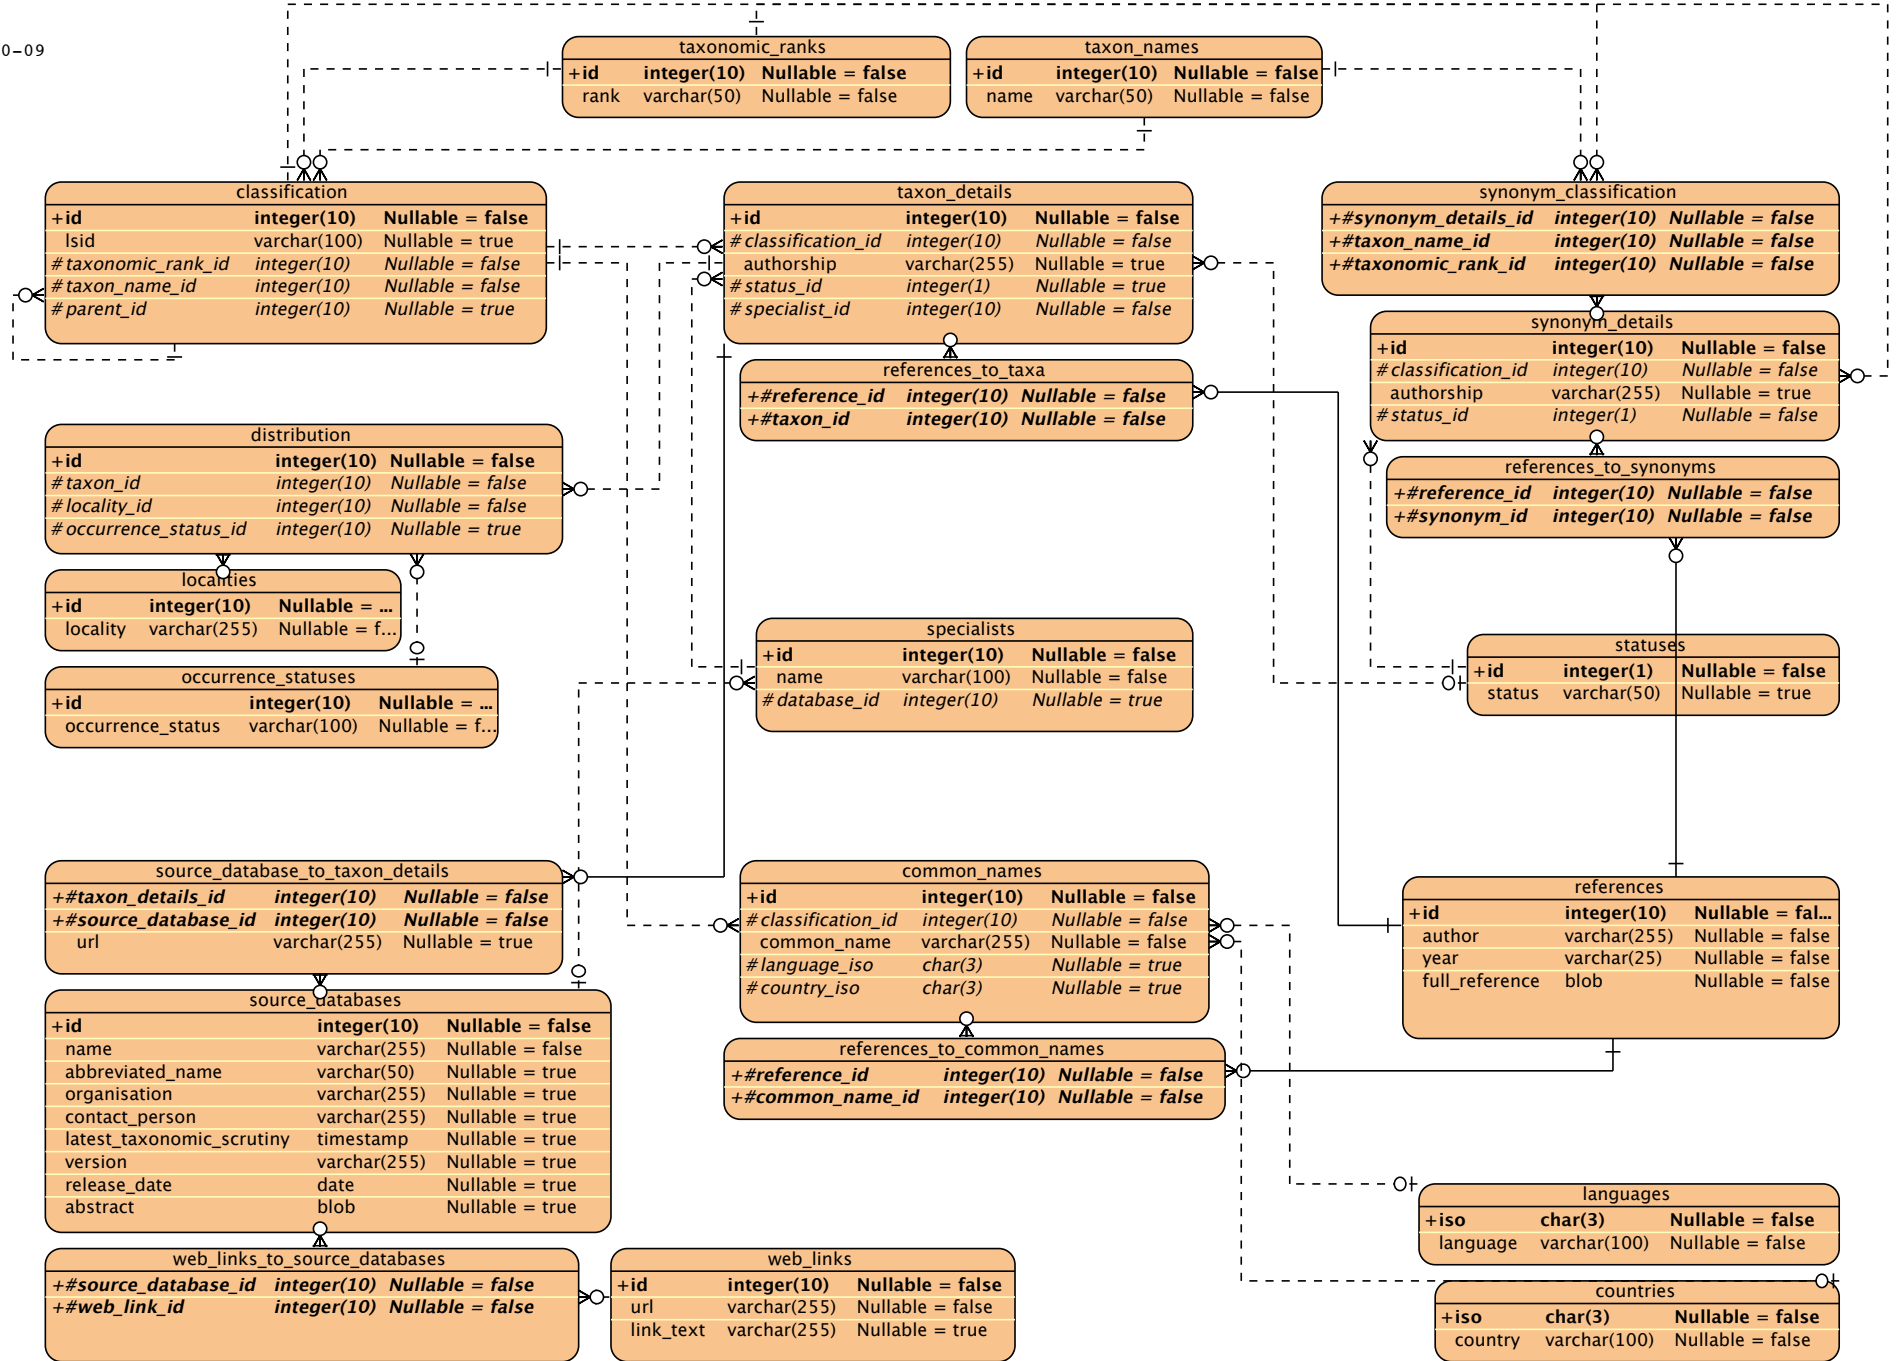 0-09
taxonomic_ranks
+id integer(10) Nullable = false
rank varchar(50) Nullable = false
taxon_names
+id integer(10) Nullable = false
name varchar(50) Nullable = false
classification
+id integer(10) Nullable = false
lsid varchar(100) Nullable = true
#taxonomic_rank_id integer(10) Nullable = false
#taxon_name_id integer(10) Nullable = false
#parent_id integer(10) Nullable = true
taxon_details
+id integer(10) Nullable = false
#classification_id integer(10) Nullable = false
authorship varchar(255) Nullable = true
#status_id integer(1) Nullable = true
#specialist_id integer(10) Nullable = false
synonym_classification
+#synonym_details_id integer(10) Nullable = false
+#taxon_name_id integer(10) Nullable = false
+#taxonomic_rank_id integer(10) Nullable = false
synonym_details
+id integer(10) Nullable = false
#classification_id integer(10) Nullable = false
authorship varchar(255) Nullable = true
#status_id integer(1) Nullable = false
references_to_taxa
+#reference_id integer(10) Nullable = false
+#taxon_id integer(10) Nullable = false
distribution
+id integer(10) Nullable = false
#taxon_id integer(10) Nullable = false
#locality_id integer(10) Nullable = false
#occurrence_status_id integer(10) Nullable = true
references_to_synonyms
+#reference_id integer(10) Nullable = false
+#synonym_id integer(10) Nullable = false
localities
+id integer(10) Nullable = ...
locality varchar(255) Nullable = f...
occurrence_statuses
+id integer(10) Nullable = ...
occurrence_status varchar(100) Nullable = f...
specialists
+id integer(10) Nullable = false
name varchar(100) Nullable = false
#database_id integer(10) Nullable = true
statuses
+id integer(1) Nullable = false
status varchar(50) Nullable = true
source_database_to_taxon_details
+#taxon_details_id integer(10) Nullable = false
+#source_database_id integer(10) Nullable = false
url varchar(255) Nullable = true
common_names
+id integer(10) Nullable = false
#classification_id integer(10) Nullable = false
common_name varchar(255) Nullable = false
#language_iso char(3) Nullable = true
#country_iso char(3) Nullable = true
references
+id integer(10) Nullable = fal...
author varchar(255) Nullable = false
year varchar(25) Nullable = false
full_reference blob Nullable = false
source_databases
+id integer(10) Nullable = false
name varchar(255) Nullable = false
abbreviated_name varchar(50) Nullable = true
organisation varchar(255) Nullable = true
contact_person varchar(255) Nullable = true
latest_taxonomic_scrutiny timestamp Nullable = true
version varchar(255) Nullable = true
release_date date Nullable = true
abstract blob Nullable = true
references_to_common_names
+#reference_id integer(10) Nullable = false
+#common_name_id integer(10) Nullable = false
languages
+iso char(3) Nullable = false
language varchar(100) Nullable = false
web_links_to_source_databases
+#source_database_id integer(10) Nullable = false
+#web_link_id integer(10) Nullable = false
web_links
+id integer(10) Nullable = false
url varchar(255) Nullable = false
link_text varchar(255) Nullable = true
countries
+iso char(3) Nullable = false
country varchar(100) Nullable = false